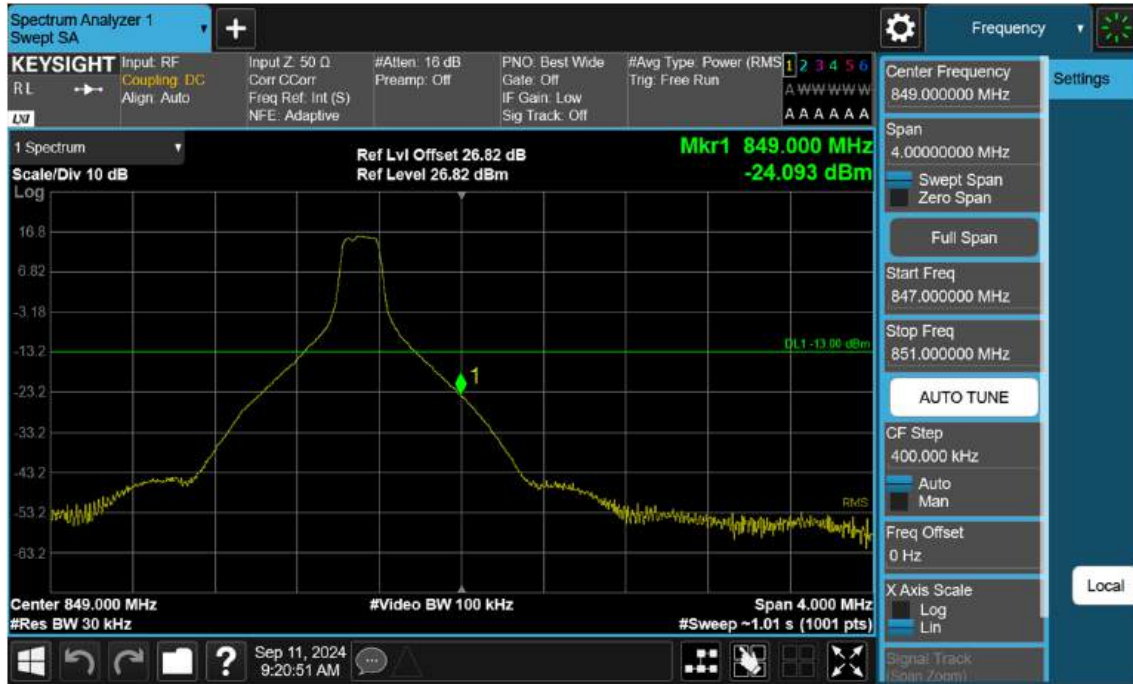 Spectrum Analyzer 1
Swept SA
+
Frequency
KEYSIGHT
Input: RF
Coupling: DC
Align: Auto
RL
LXI
Input Z: 50 Ω
Corr CCorr
Freq Ref: Int (S)
NFE: Adaptive
#Atten: 16 dB
Preamp: Off
PNO: Best Wide
Gate: Off
IF Gain: Low
Sig Track: Off
#Avg Type: Power (RMS
Trig: Free Run
1 2 3 4 5 6
A W W W W W
A A A A A A
Center Frequency
849.000000 MHz
Settings
1 Spectrum
Scale/Div 10 dB
Log
Ref Lvl Offset 26.82 dB
Ref Level 26.82 dBm
Mkr1 849.000 MHz
-24.093 dBm
Span
4.00000000 MHz
Swept Span
Zero Span
Full Span
Start Freq
847.000000 MHz
Stop Freq
851.000000 MHz
AUTO TUNE
CF Step
400.000 kHz
Auto
Man
Freq Offset
0 Hz
X Axis Scale
Log
Lin
Signal Track
(Span Zoom)
Local
16.8
6.82
-3.18
-13.2
DL1 -13.00 dBm
1
-23.2
-33.2
-43.2
RMS
-53.2
-63.2
Center 849.000 MHz
#Video BW 100 kHz
Span 4.000 MHz
#Res BW 30 kHz
#Sweep ~1.01 s (1001 pts)
?
Sep 11, 2024
9:20:51 AM